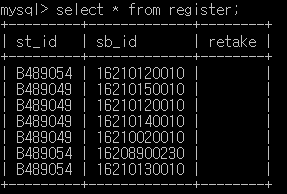 mysql> select * from register;
+---------+-------------+--------+
| st_id | sb_id | retake |
+---------+-------------+--------+
| B489054 | 16210120010 | |
| B489049 | 16210150010 | |
| B489049 | 16210120010 | |
| B489049 | 16210140010 | |
| B489049 | 16210020010 | |
| B489054 | 16208900230 | |
| B489054 | 16210130010 | |
+---------+-------------+--------+